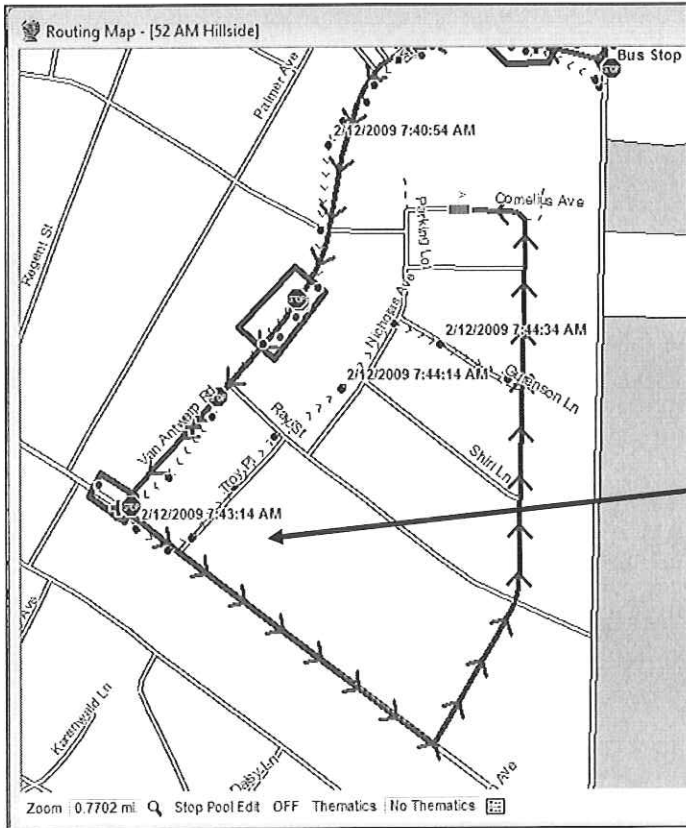 Routing Map - [52 AM Hillside]
Bus Stop
Palmer Ave
2/12/2009 7:40:54 AM
Regent St
Cornelius Ave
Parking Lot
Nicholas Ave
2/12/2009 7:44:34 AM
2/12/2009 7:44:14 AM
Van Antwerp Rd
Ray St
Shirl Ln
Troy Pl
2/12/2009 7:43:14 AM
Ave
Daisy Ln
Ave
Zoom 0.7702 mi. Stop Pool Edit OFF Thematics No Thematics